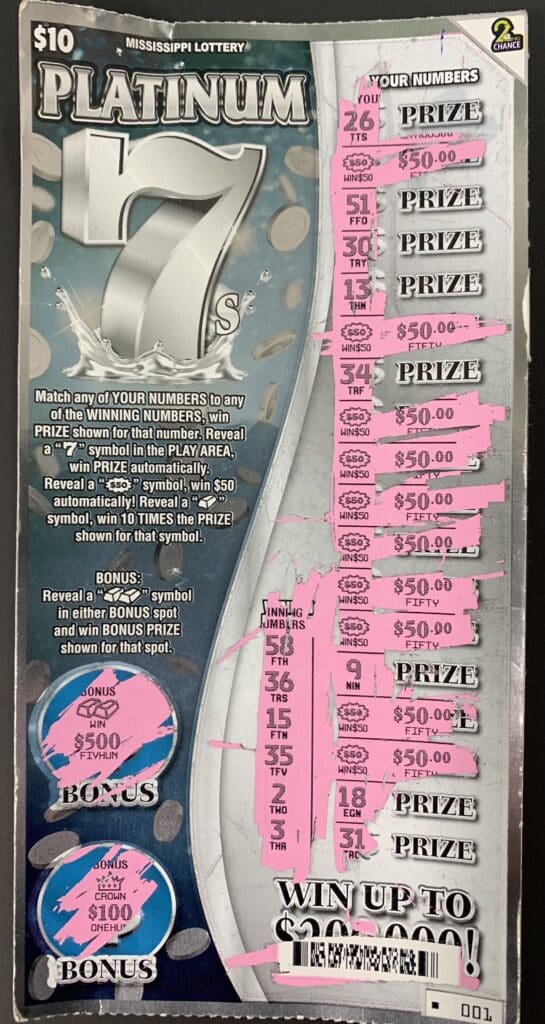 $10
MISSISSIPPI LOTTERY
2
CHANCE
PLATINUM
7
s
YOUR NUMBERS
YOU
26 PRIZE
TTS
$50 $50.00
WIN$50
51 PRIZE
FFO
30 PRIZE
TRY
13 PRIZE
THN
$50 $50.00
WIN$50 FIFTY
34 PRIZE
TRF
$50 $50.00
WIN$50
$50 $50.00
WIN$50
$50 $50.00
WIN$50 FIFTY
$50 $50.00
WIN$50
$50 $50.00
WIN$50 FIFTY
$50 $50.00
WIN$50 FIFTY
9 PRIZE
NIN
$50 $50.00
WIN$50 FIFTY
$50 $50.00
WIN$50
18 PRIZE
EGN
31 PRIZE
Match any of YOUR NUMBERS to any
of the WINNING NUMBERS, win
PRIZE shown for that number. Reveal
a "7" symbol in the PLAY AREA,
win PRIZE automatically.
Reveal a "$50" symbol, win $50
automatically! Reveal a " "
symbol, win 10 TIMES the PRIZE
shown for that symbol.
BONUS:
Reveal a " " symbol
in either BONUS spot
and win BONUS PRIZE
shown for that spot.
58
FTH
36
TRS
15
FTN
35
TFV
2
TWO
3
THR
BONUS
WIN
$500
FIVHUN
BONUS
BONUS
CROWN
$100
ONEHUN
BONUS
WIN UP TO
001